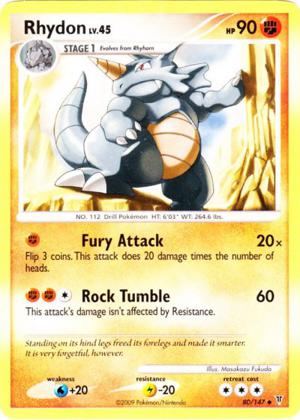 Rhydon LV.45 HP 90
STAGE 1 Evolves from Rhyhorn
NO. 112 Drill Pokémon HT: 6'03" WT: 264.6 lbs.
Fury Attack 20×
Flip 3 coins. This attack does 20 damage times the number of
heads.
Rock Tumble 60
This attack's damage isn't affected by Resistance.
Standing on its hind legs freed its forelegs and made it smarter.
It is very forgetful, however.
Illus. Masakazu Fukuda
weakness resistance retreat cost
+20 -20
©2009 Pokémon/Nintendo 80/147